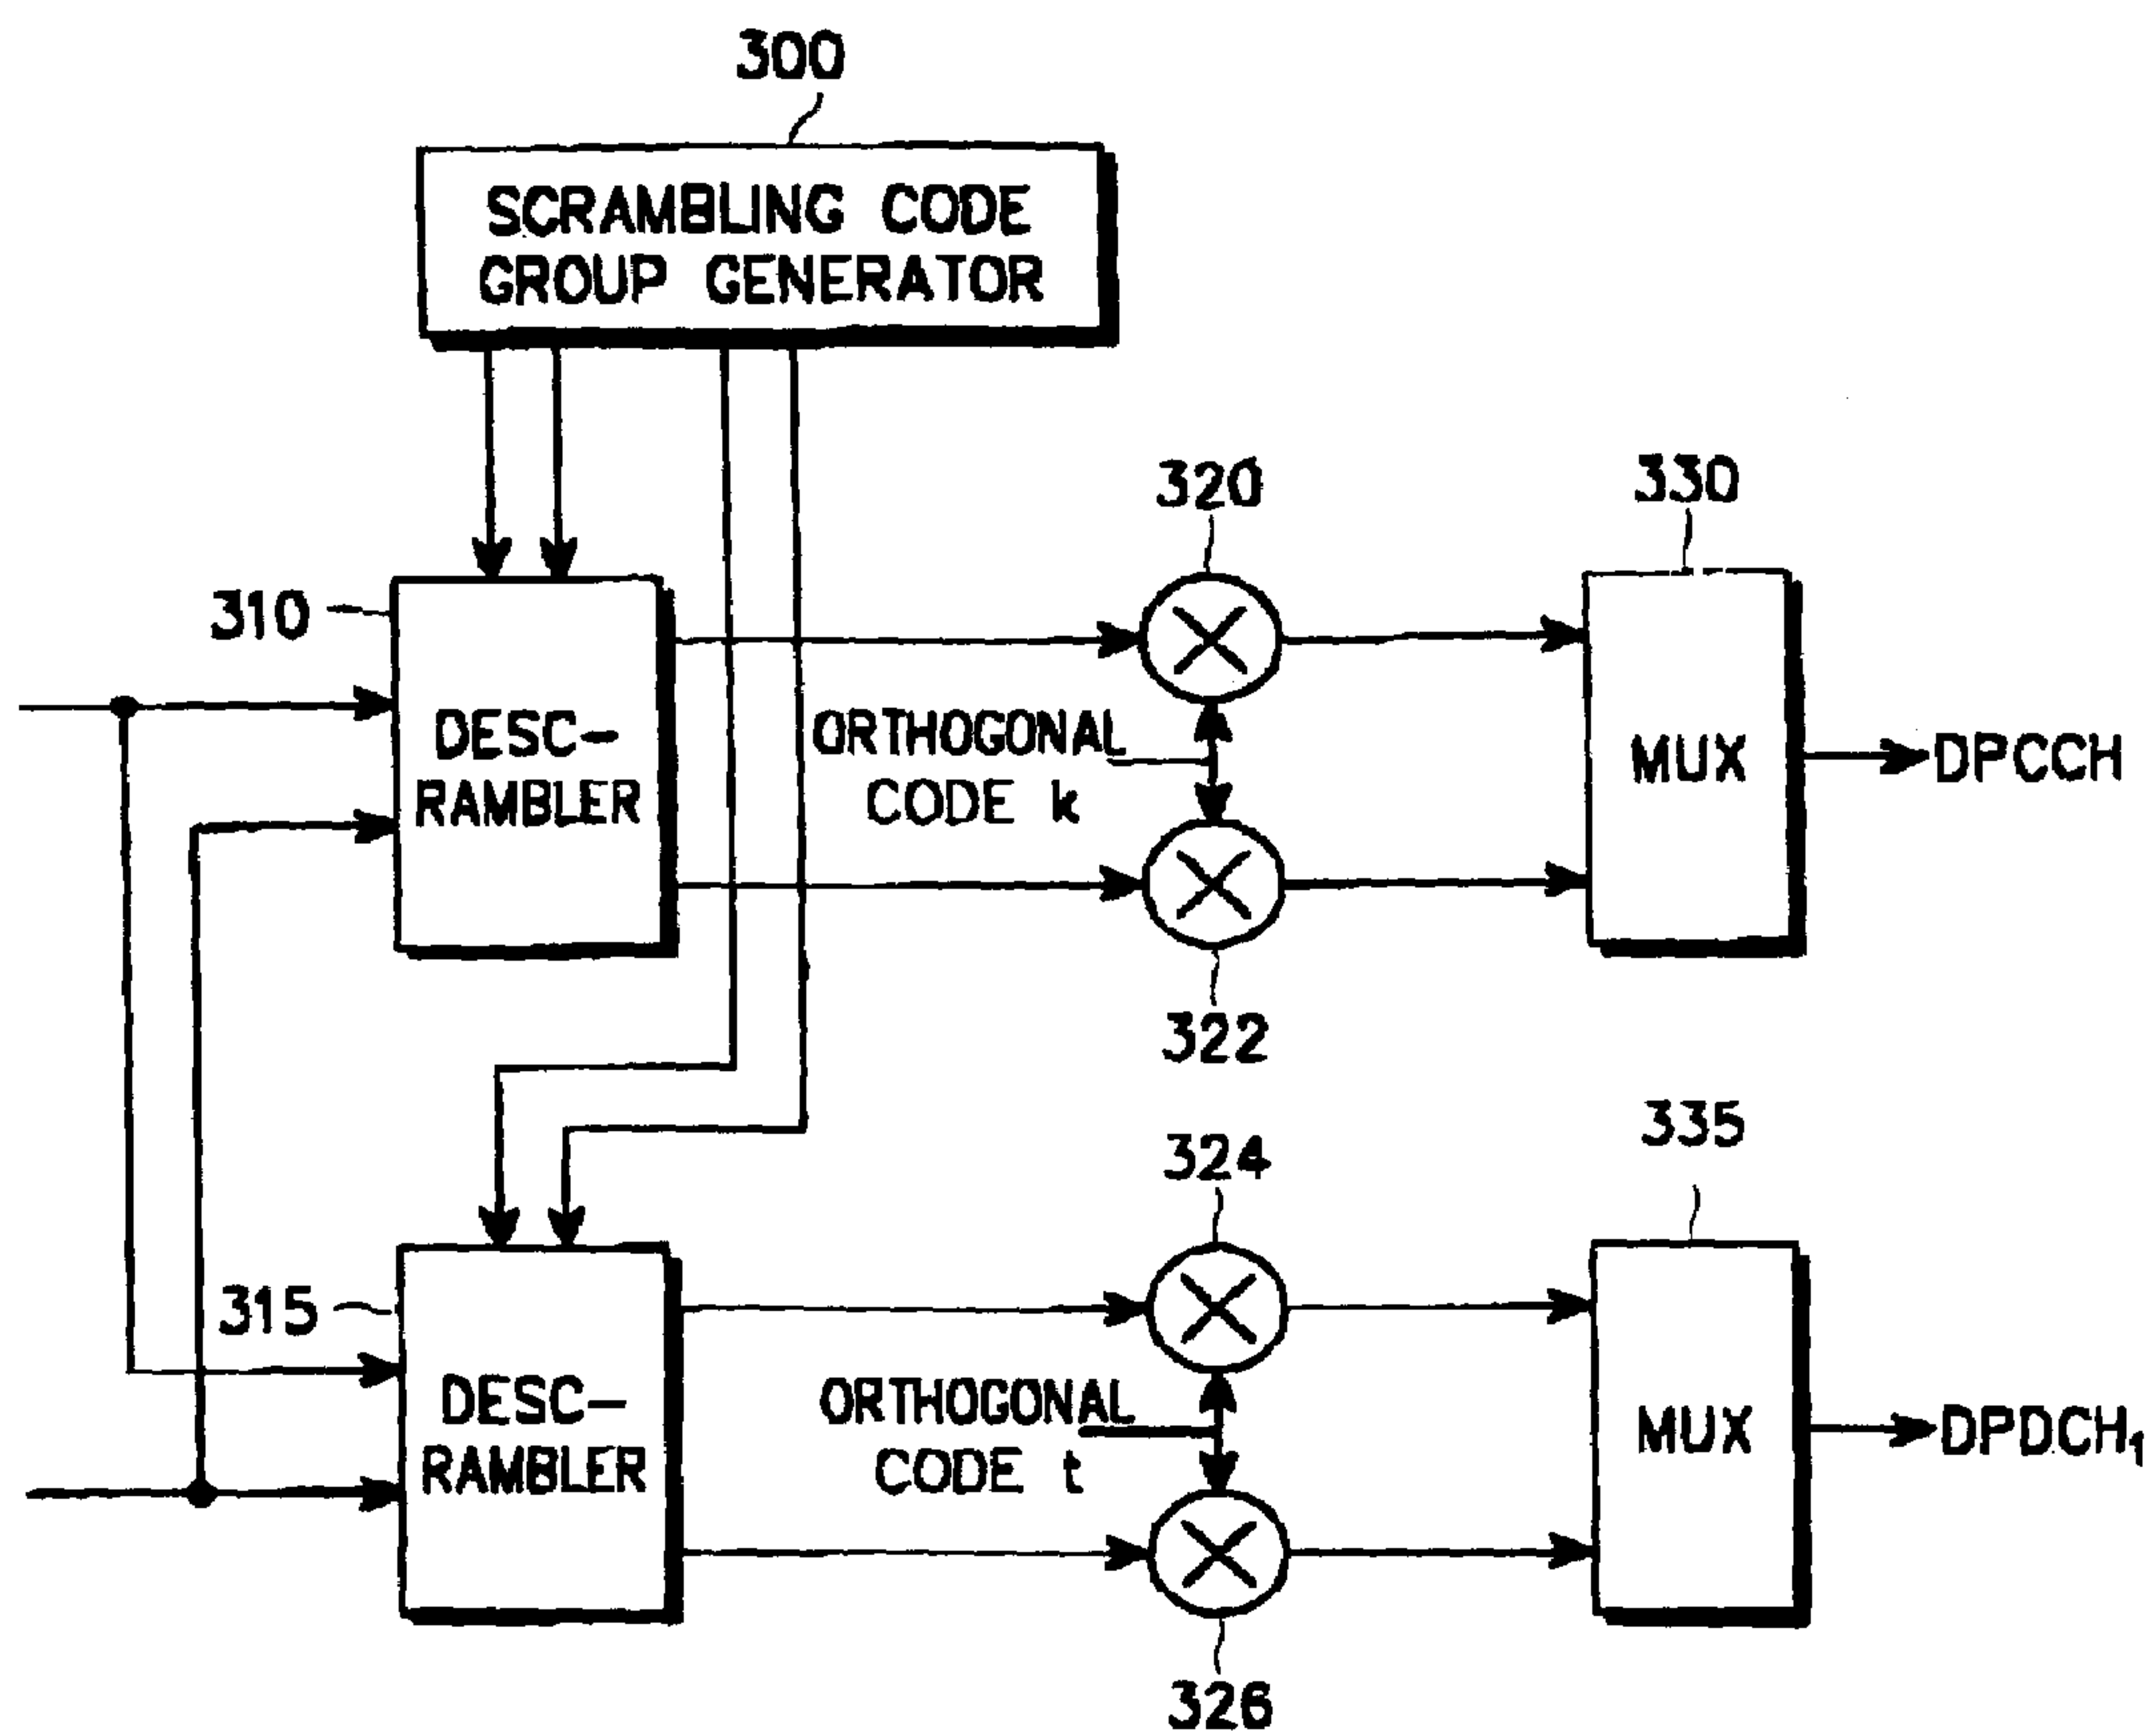 300
SCRAMBLING CODE
GROUP GENERATOR
320
330
310
DESC-
RAMBLER
ORTHOGONAL
CODE k
MUX
DPCCH
322
335
324
315
DESC-
RAMBLER
ORTHOGONAL
CODE t
MUX
DPDCH₁
326